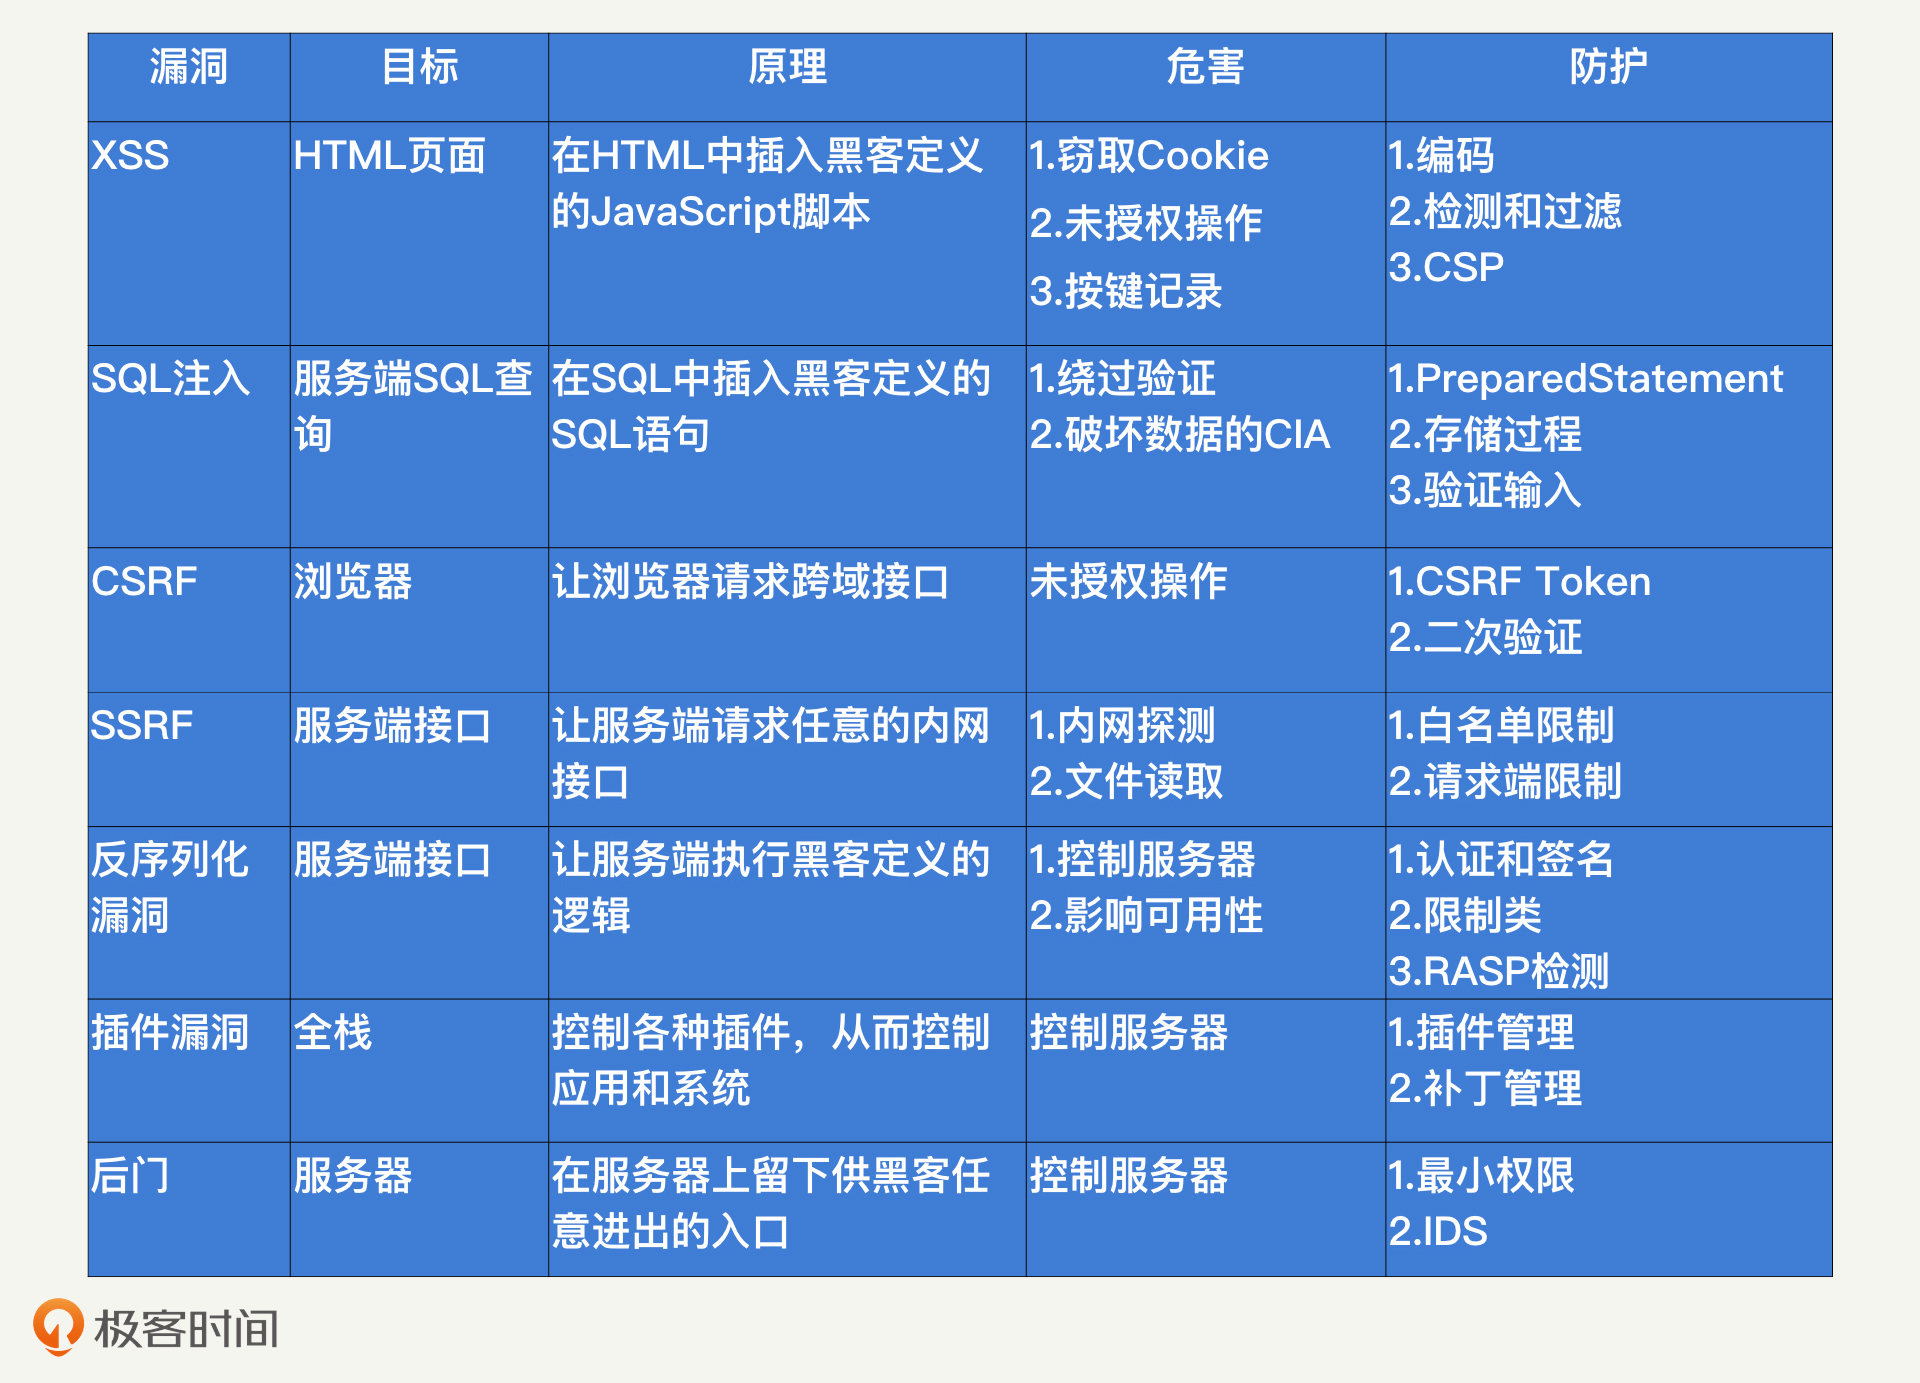 漏洞
目标
原理
危害
防护
XSS
HTML页面
在HTML中插入黑客定义
的JavaScript脚本
1.窃取Cookie
2.未授权操作
3.按键记录
1.编码
2.检测和过滤
3.CSP
SQL注入
服务端SQL查
询
在SQL中插入黑客定义的
SQL语句
1.绕过验证
2.破坏数据的CIA
1.PreparedStatement
2.存储过程
3.验证输入
CSRF
浏览器
让浏览器请求跨域接口
未授权操作
1.CSRF Token
2.二次验证
SSRF
服务端接口
让服务端请求任意的内网
接口
1.内网探测
2.文件读取
1.白名单限制
2.请求端限制
反序列化
漏洞
服务端接口
让服务端执行黑客定义的
逻辑
1.控制服务器
2.影响可用性
1.认证和签名
2.限制类
3.RASP检测
插件漏洞
全栈
控制各种插件，从而控制
应用和系统
控制服务器
1.插件管理
2.补丁管理
后门
服务器
在服务器上留下供黑客任
意进出的入口
控制服务器
1.最小权限
2.IDS
极客时间